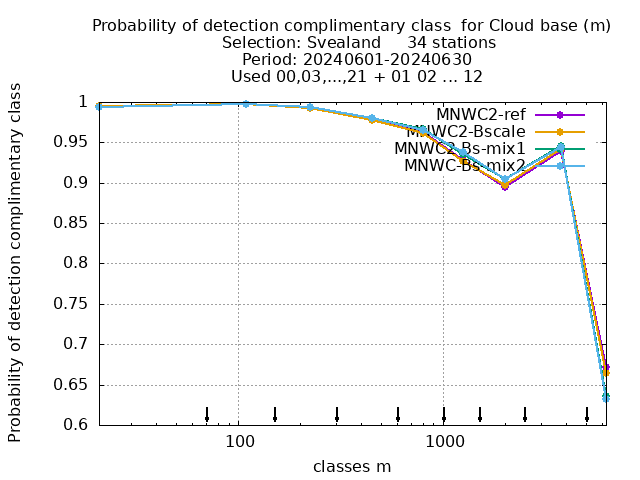 Probability of detection complimentary class  for Cloud base (m)
Selection: Svealand     34 stations
Period: 20240601-20240630
Used 00,03,...,21 + 01 02 ... 12
Probability of detection complimentary class
1
0.95
0.9
0.85
0.8
0.75
0.7
0.65
0.6
MNWC2-ref
MNWC2-Bscale
MNWC2-Bs-mix1
MNWC-Bs-mix2
100
1000
classes m